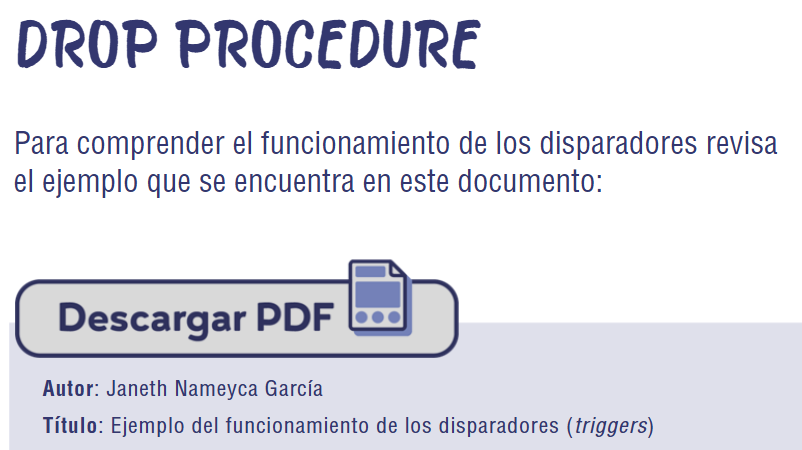 DROP PROCEDURE
Para comprender el funcionamiento de los disparadores revisa
el ejemplo que se encuentra en este documento:
Descargar PDF
Autor: Janeth Nameyca García
Título: Ejemplo del funcionamiento de los disparadores (triggers)